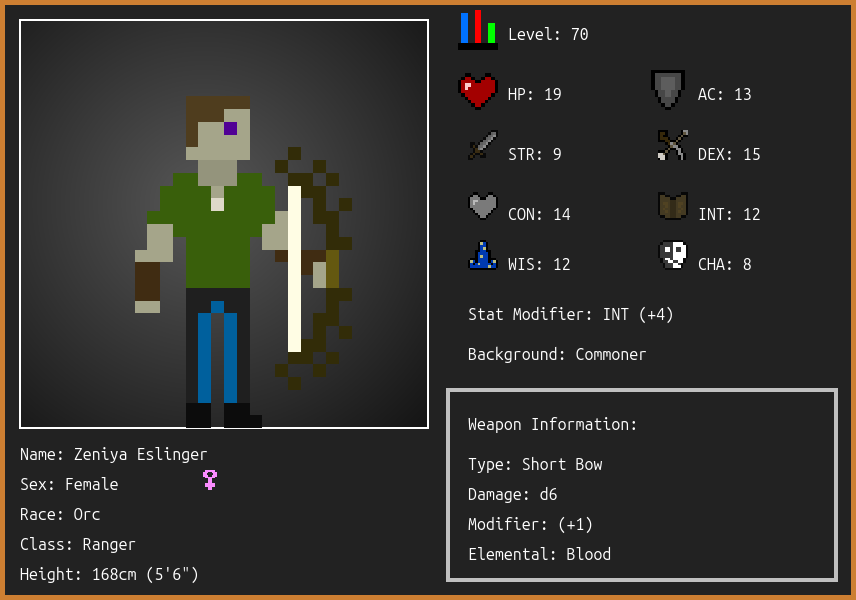 Level: 70
HP: 19
AC: 13
STR: 9
DEX: 15
CON: 14
INT: 12
WIS: 12
CHA: 8
Stat Modifier: INT (+4)
Background: Commoner
Weapon Information:
Type: Short Bow
Damage: d6
Modifier: (+1)
Elemental: Blood
Name: Zeniya Eslinger
Sex: Female
Race: Orc
Class: Ranger
Height: 168cm (5'6")